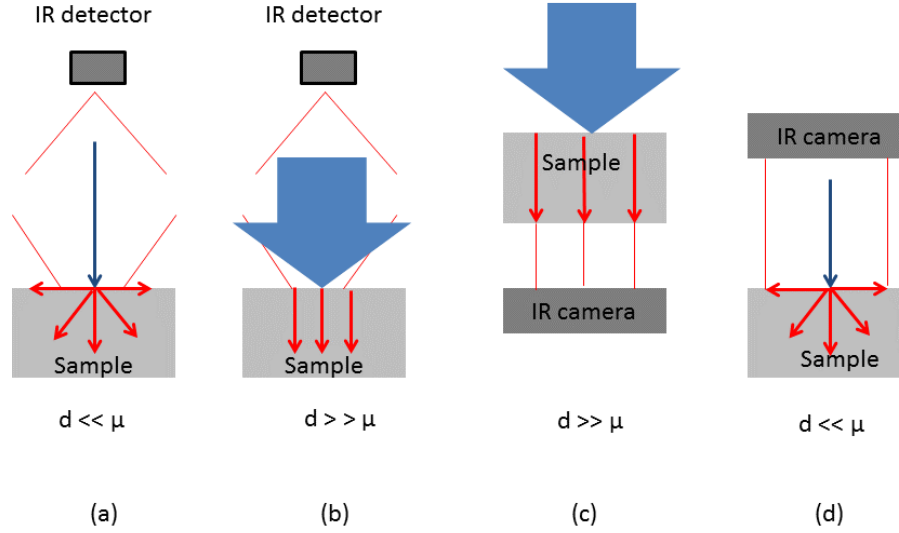 IR detector
IR detector
Sample
IR camera
IR camera
Sample
Sample
Sample
d << μ
d > > μ
d >> μ
d << μ
(a)
(b)
(c)
(d)